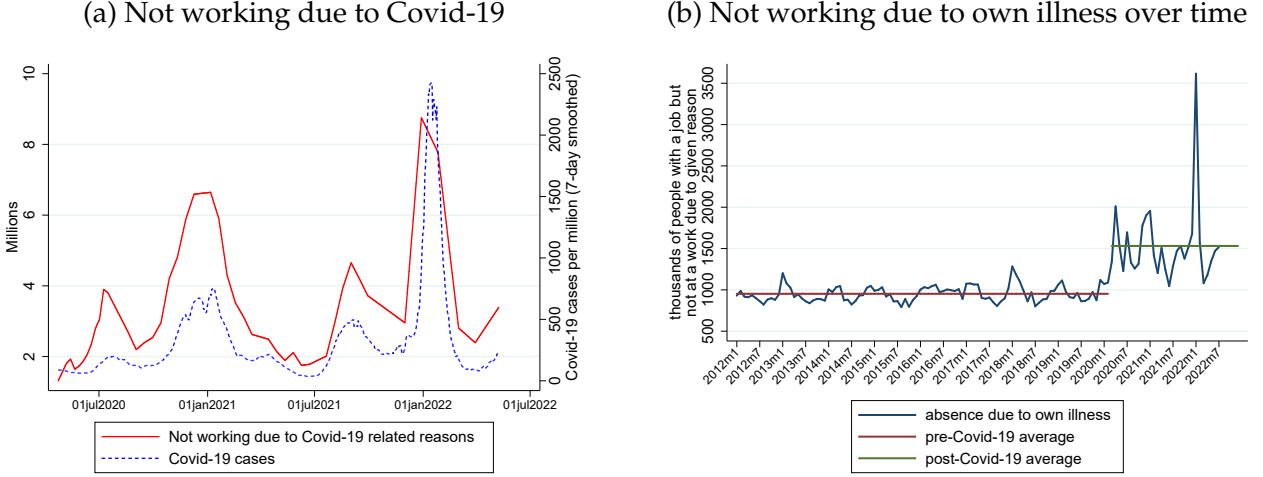 (a) Not working due to Covid-19
Millions
10
8
6
4
2
2500
2000
1500
1000
500
0
Covid-19 cases per million (7-day smoothed)
01jul2020
01jan2021
01jul2021
01jan2022
01jul2022
Not working due to Covid-19 related reasons
Covid-19 cases
(b) Not working due to own illness over time
thousands of people with a job but
not at a work due to given reason
3500
3000
2500
2000
1500
1000
500
2012m1
2012m7
2013m1
2013m7
2014m1
2014m7
2015m1
2015m7
2016m1
2016m7
2017m1
2017m7
2018m1
2018m7
2019m1
2019m7
2020m1
2020m7
2021m1
2021m7
2022m1
2022m7
absence due to own illness
pre-Covid-19 average
post-Covid-19 average